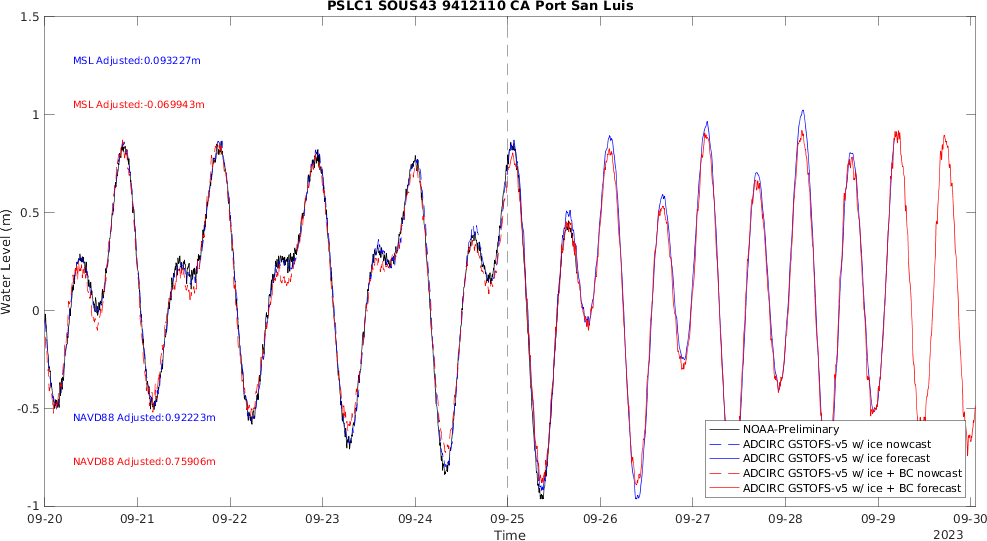 PSLC1 SOUS43 9412110 CA Port San Luis
1.5
1
0.5
0
-0.5
-1
Water Level (m)
MSL Adjusted:0.093227m
MSL Adjusted:-0.069943m
NAVD88 Adjusted:0.92223m
NAVD88 Adjusted:0.75906m
NOAA-Preliminary
ADCIRC GSTOFS-v5 w/ ice nowcast
ADCIRC GSTOFS-v5 w/ ice forecast
ADCIRC GSTOFS-v5 w/ ice + BC nowcast
ADCIRC GSTOFS-v5 w/ ice + BC forecast
09-20 09-21 09-22 09-23 09-24 09-25 09-26 09-27 09-28 09-29 09-30
Time
2023